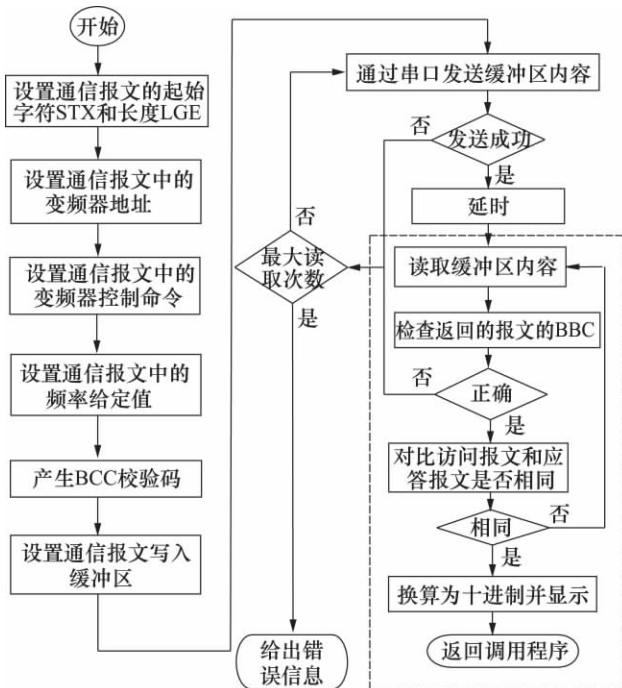 开始
设置通信报文的起始
字符STX和长度LGE
设置通信报文中的
变频器地址
设置通信报文中的
变频器控制命令
设置通信报文中的
频率给定值
产生BCC校验码
设置通信报文写入
缓冲区
否
最大读
取次数
是
给出错
误信息
通过串口发送缓冲区内容
否
发送成功
是
延时
读取缓冲区内容
检查返回的报文的BBC
否
正确
是
对比访问报文和应
答报文是否相同
相同
否
是
换算为十进制并显示
返回调用程序